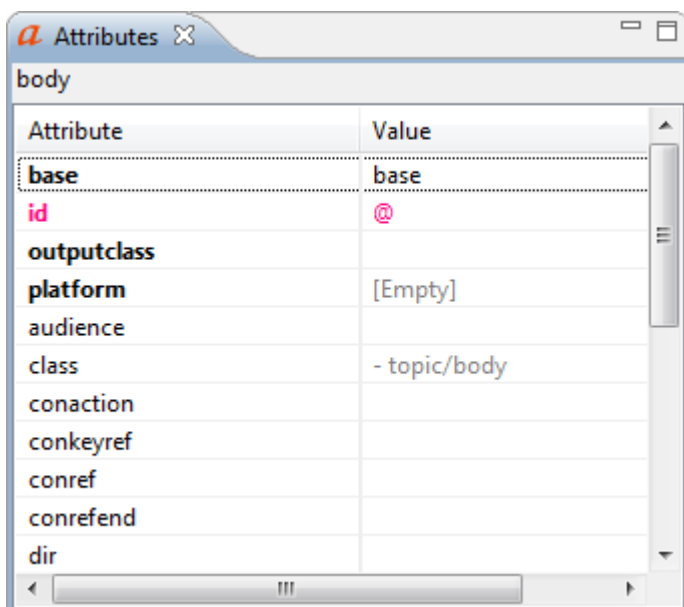 a Attributes
body
Attribute Value
base base
id @
outputclass
platform [Empty]
audience
class - topic/body
conaction
conkeyref
conref
conrefend
dir